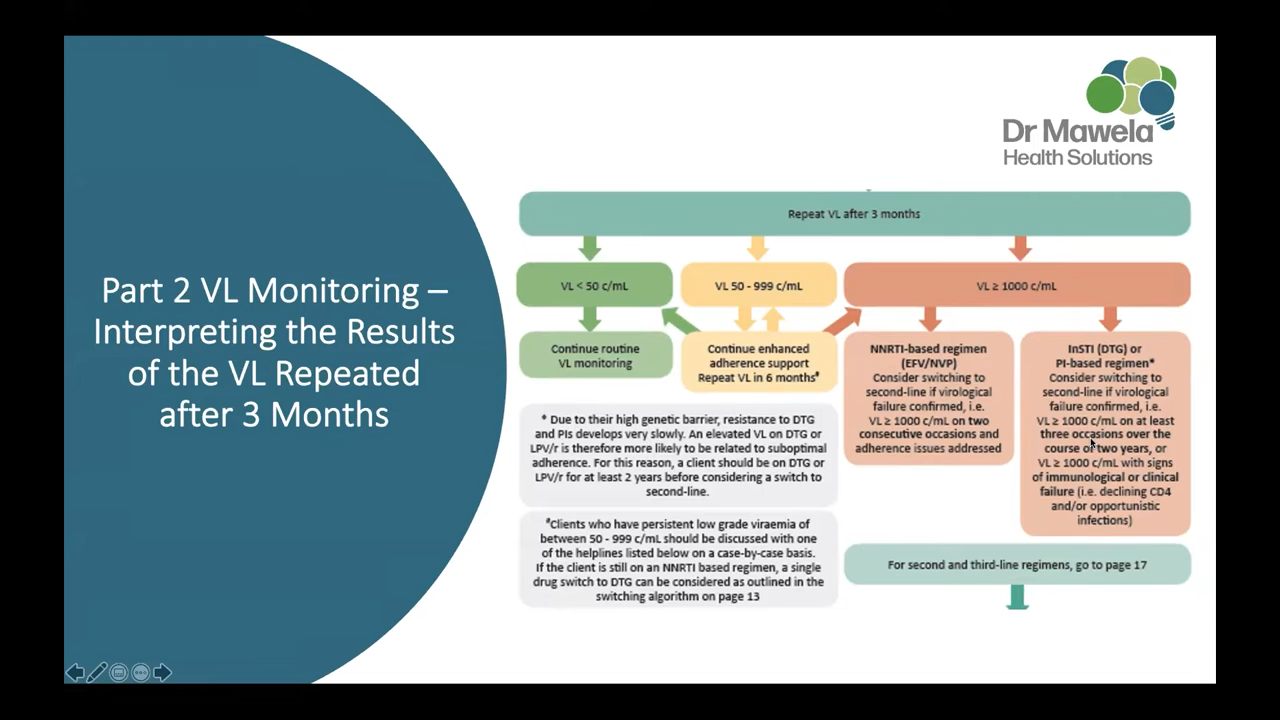 Dr Mawela
Health Solutions
Part 2 VL Monitoring –
Interpreting the Results
of the VL Repeated
after 3 Months
Repeat VL after 3 months
VL < 50 c/mL
VL 50 - 999 c/mL
VL ≥ 1000 c/mL
Continue routine
VL monitoring
Continue enhanced
adherence support
Repeat VL in 6 months#
NNRTI-based regimen
(EFV/NVP)
Consider switching to
second-line if virological
failure confirmed, i.e.
VL ≥ 1000 c/mL on two
consecutive occasions and
adherence issues addressed
InSTI (DTG) or
PI-based regimen*
Consider switching to
second-line if virological
failure confirmed, i.e.
VL ≥ 1000 c/mL on at least
three occasions over the
course of two years, or
VL ≥ 1000 c/mL with signs
of immunological or clinical
failure (i.e. declining CD4
and/or opportunistic
infections)
* Due to their high genetic barrier, resistance to DTG
and PIs develops very slowly. An elevated VL on DTG or
LPV/r is therefore more likely to be related to suboptimal
adherence. For this reason, a client should be on DTG or
LPV/r for at least 2 years before considering a switch to
second-line.
#Clients who have persistent low grade viraemia of
between 50 - 999 c/mL should be discussed with one
of the helplines listed below on a case-by-case basis.
If the client is still on an NNRTI based regimen, a single
drug switch to DTG can be considered as outlined in the
switching algorithm on page 13
For second and third-line regimens, go to page 17